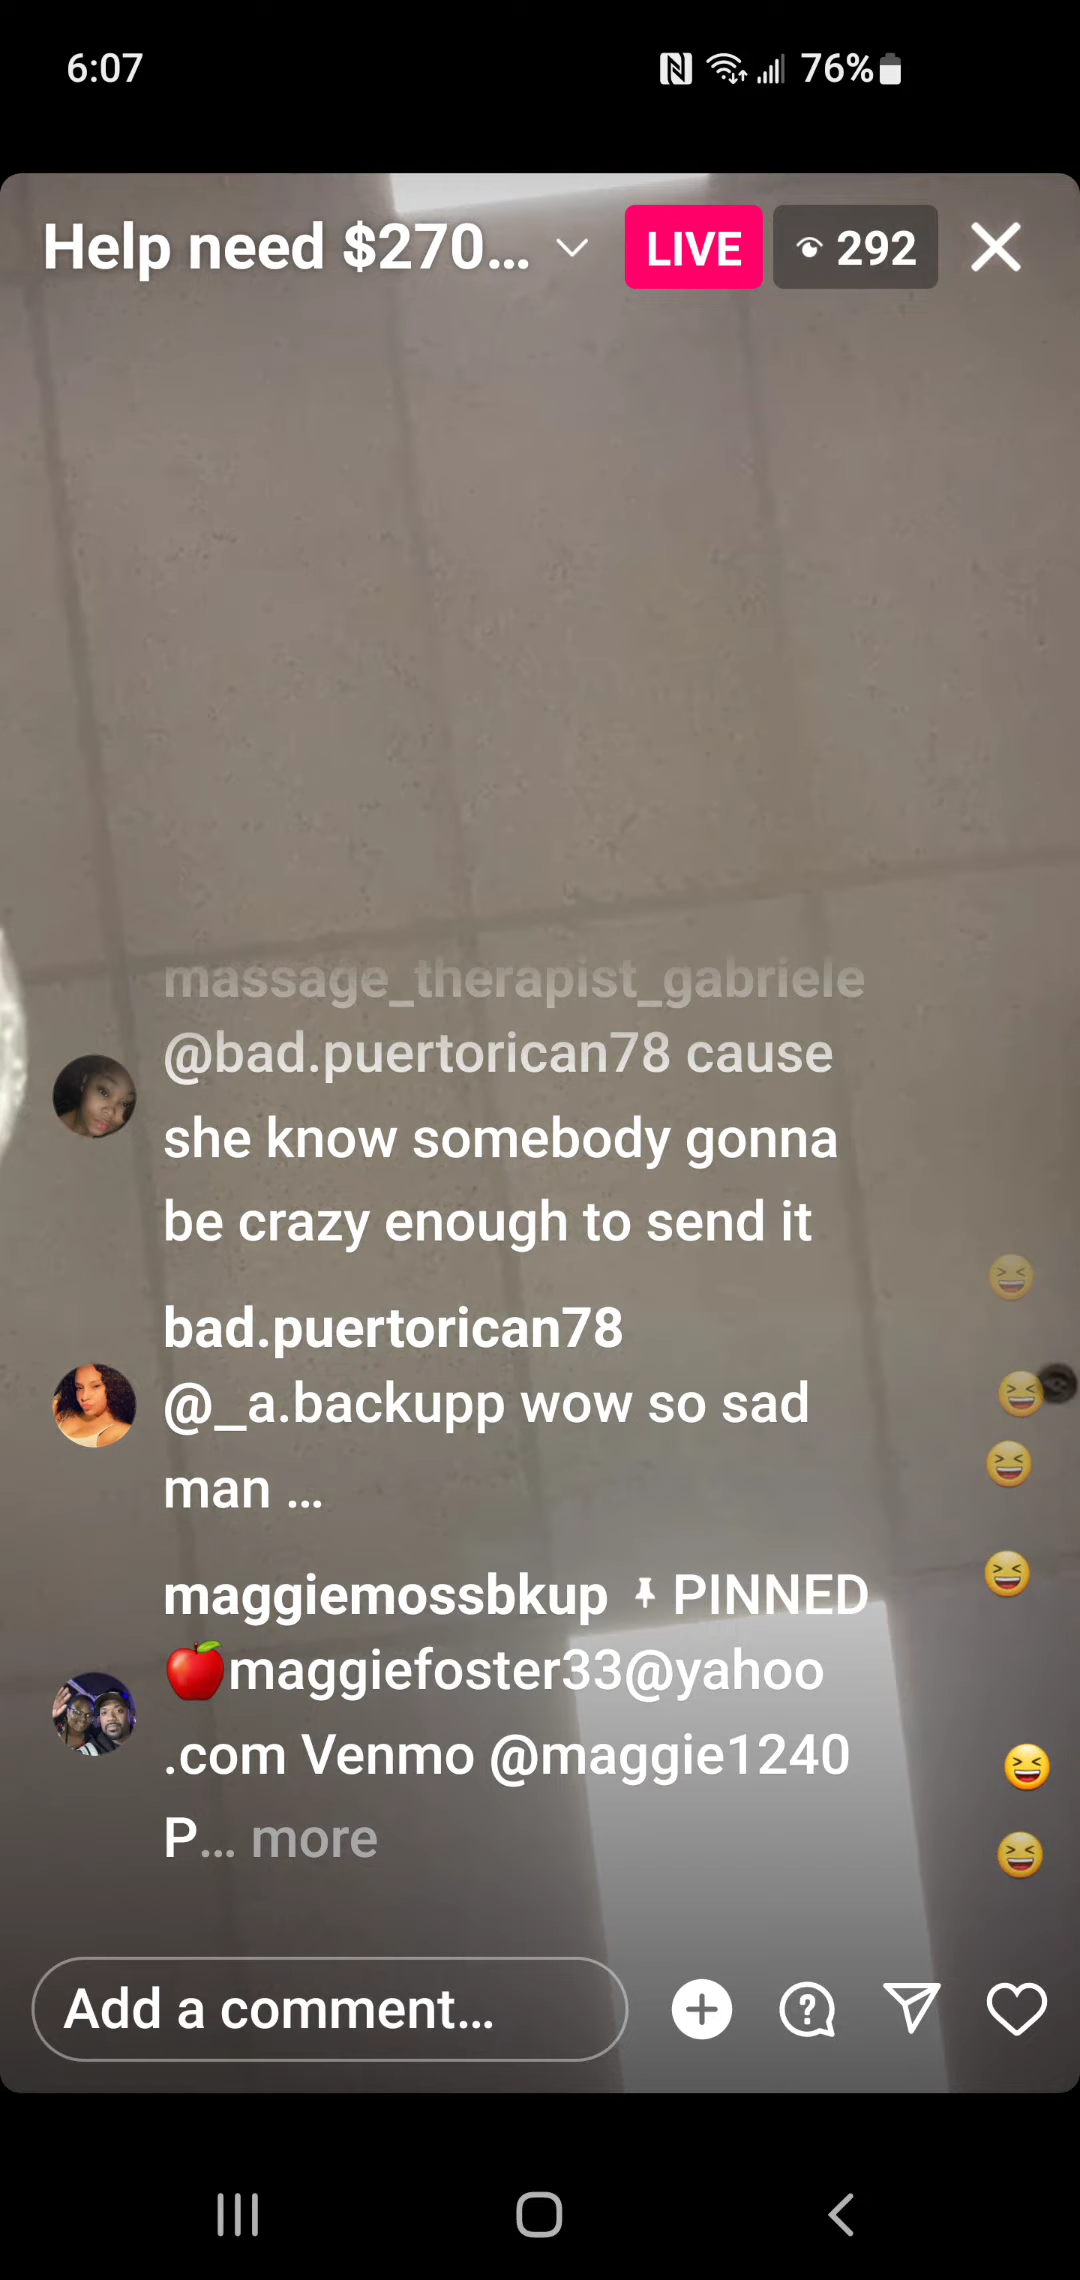 6:07
76%
Help need $270...
LIVE
292
massage_therapist_gabriele
@bad.puertorican78 cause
she know somebody gonna
be crazy enough to send it
bad.puertorican78
@_a.backupp wow so sad
man ...
maggiemossbkup PINNED
🍎maggiefoster33@yahoo
.com Venmo @maggie1240
P... more
Add a comment...